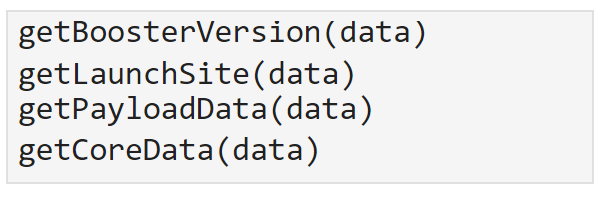 getBoosterVersion(data)
getLaunchSite(data)
getPayloadData(data)
getCoreData(data)